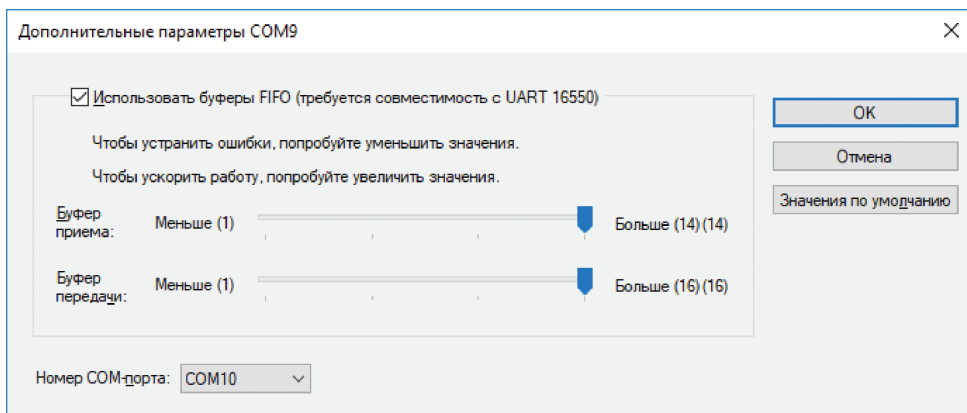 Дополнительные параметры COM9
Использовать буферы FIFO (требуется совместимость с UART 16550)
Чтобы устранить ошибки, попробуйте уменьшить значения.
Чтобы ускорить работу, попробуйте увеличить значения.
Буфер
приема:
Меньше (1)
Больше (14) (14)
Буфер
передачи:
Меньше (1)
Больше (16) (16)
Номер COM-порта:
COM10
OK
Отмена
Значения по умолчанию